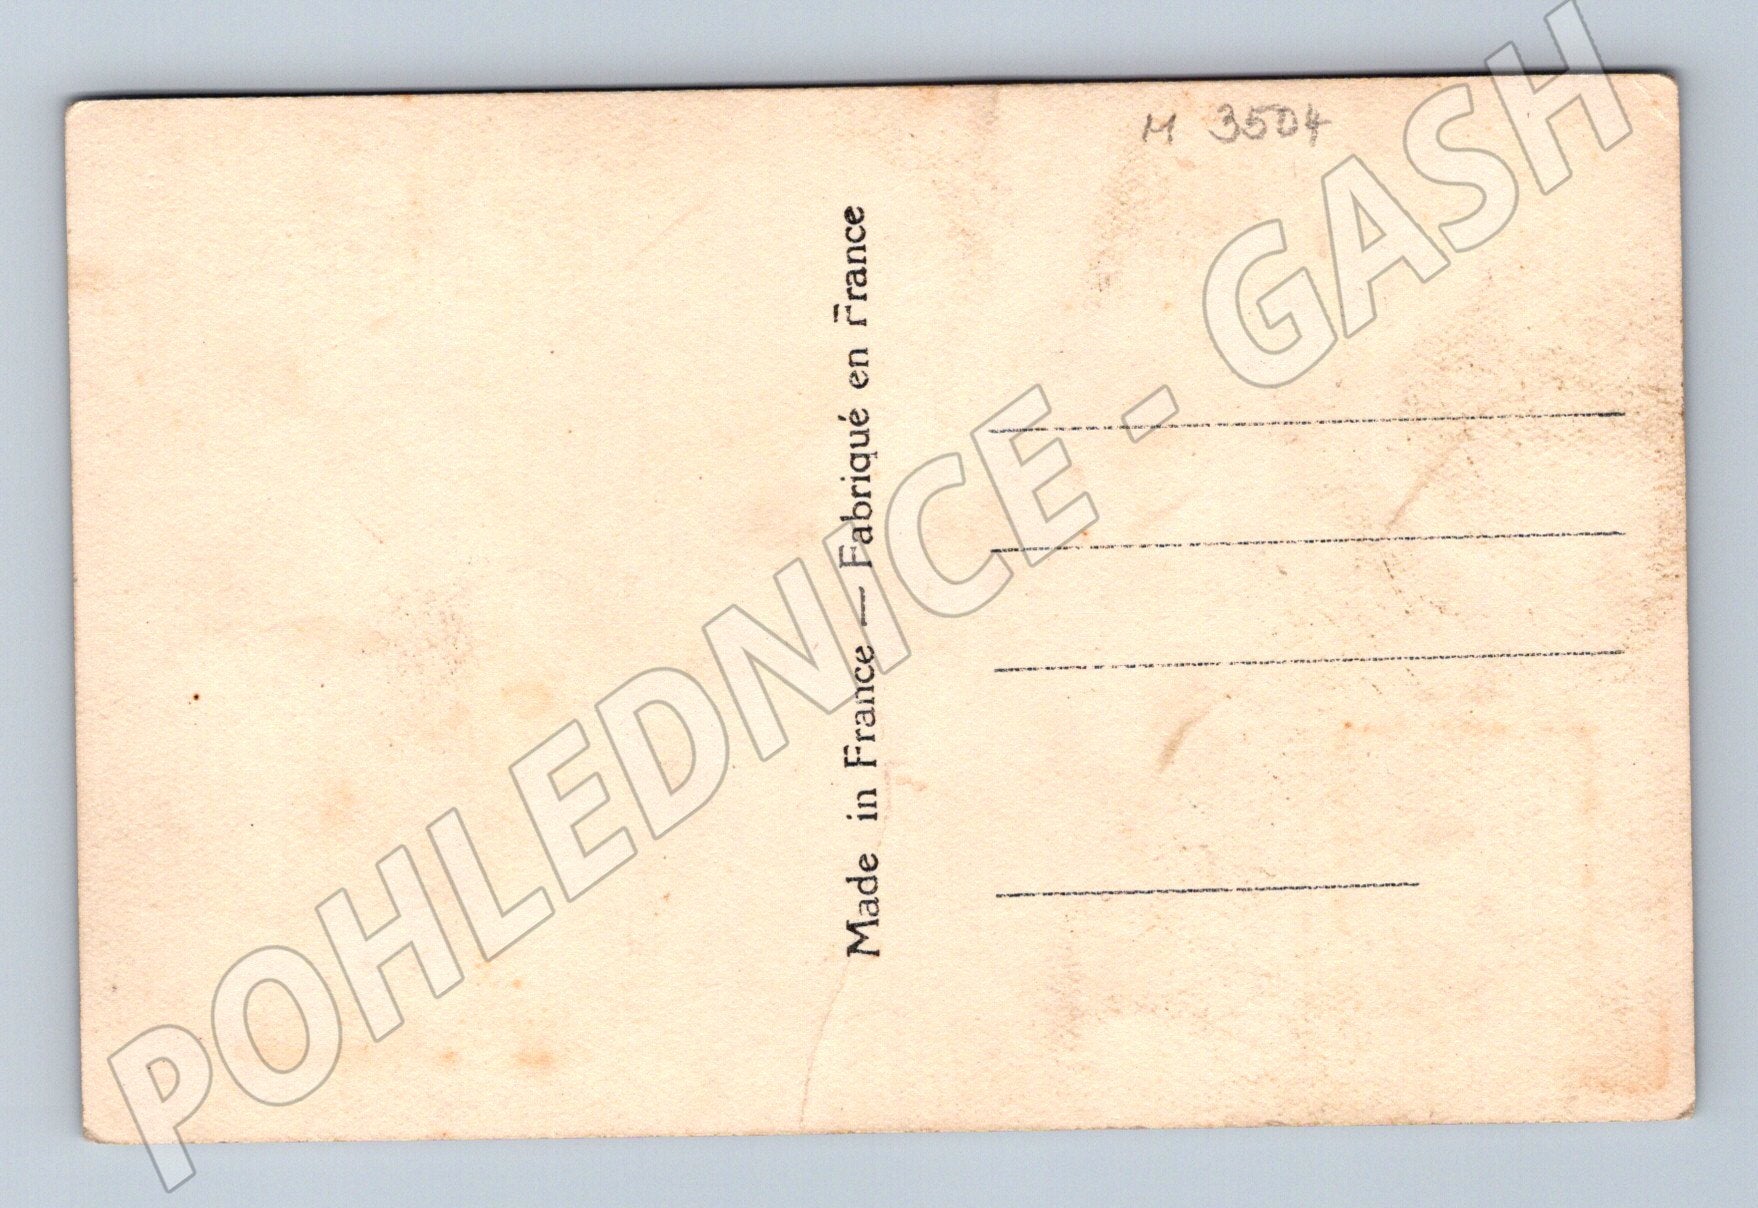 M 3504
Made in France — Fabriqué en France
POHLEDNICE - GASH